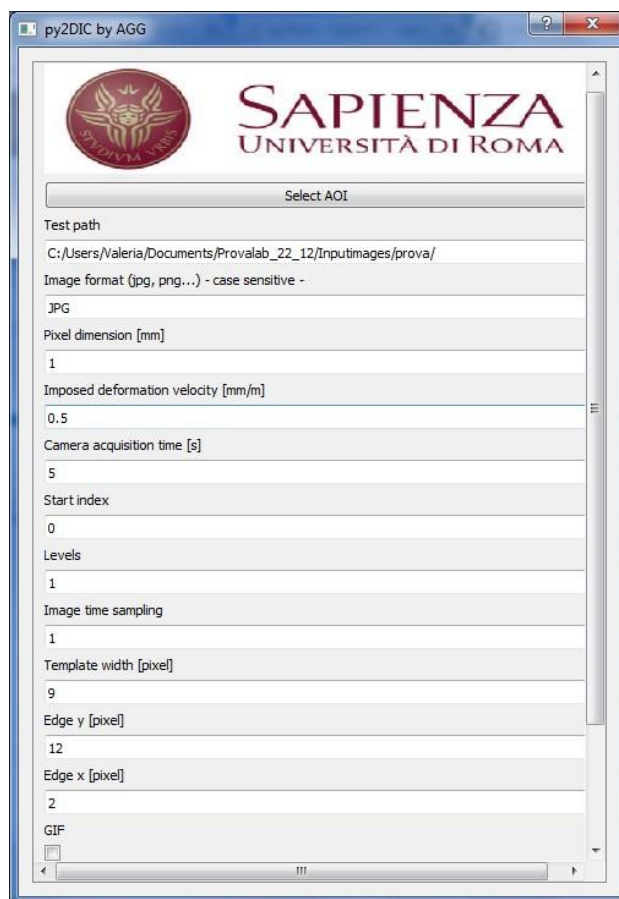 py2DIC by AGG
STVDIVM VRBIS
SAPIENZA
UNIVERSITÀ DI ROMA
Select AOI
Test path
C:/Users/Valeria/Documents/Provalab_22_12/Inputimages/prova/
Image format (jpg, png...) - case sensitive -
JPG
Pixel dimension [mm]
1
Imposed deformation velocity [mm/m]
0.5
Camera acquisition time [s]
5
Start index
0
Levels
1
Image time sampling
1
Template width [pixel]
9
Edge y [pixel]
12
Edge x [pixel]
2
GIF